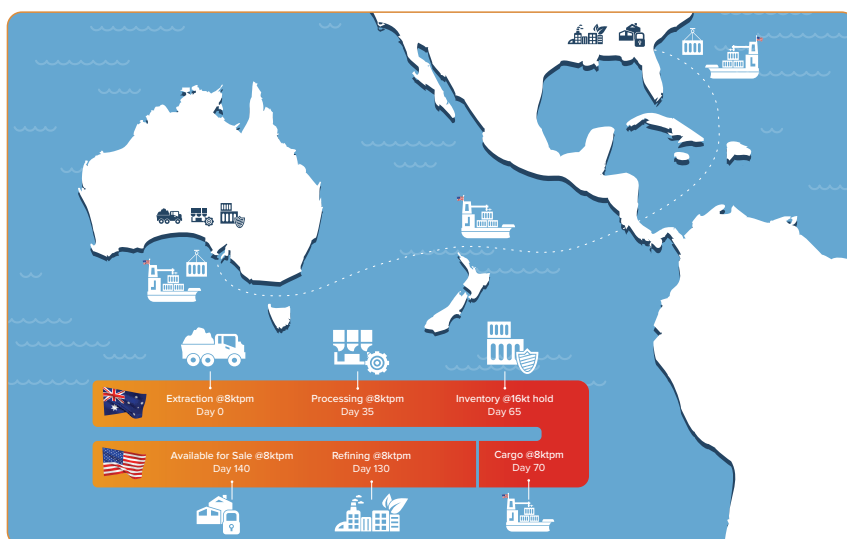 Extraction @8ktpm
Day 0
Processing @8ktpm
Day 35
Inventory @16kt hold
Day 65
Available for Sale @8ktpm
Day 140
Refining @8ktpm
Day 130
Cargo @8ktpm
Day 70